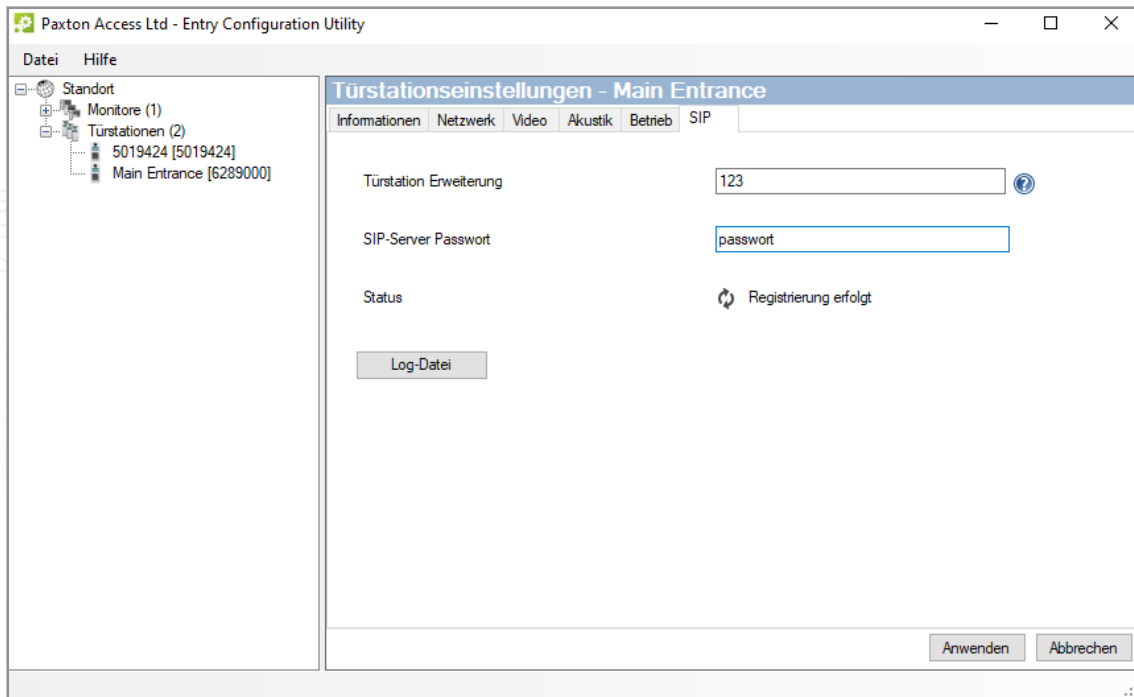 Paxton Access Ltd - Entry Configuration Utility
Datei Hilfe
Standort
Monitore (1)
Türstationen (2)
5019424 [5019424]
Main Entrance [6289000]
Türstationseinstellungen - Main Entrance
Informationen Netzwerk Video Akustik Betrieb SIP
Türstation Erweiterung 123
SIP-Server Passwort passwort
Status Registrierung erfolgt
Log-Datei
Anwenden Abbrechen